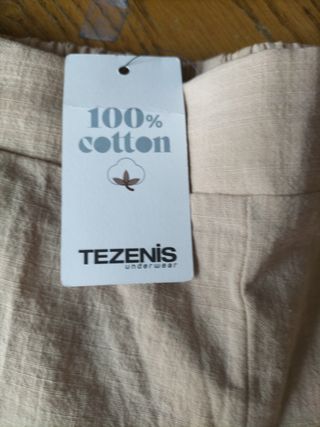 100%
cotton
TEZENIS
underwear